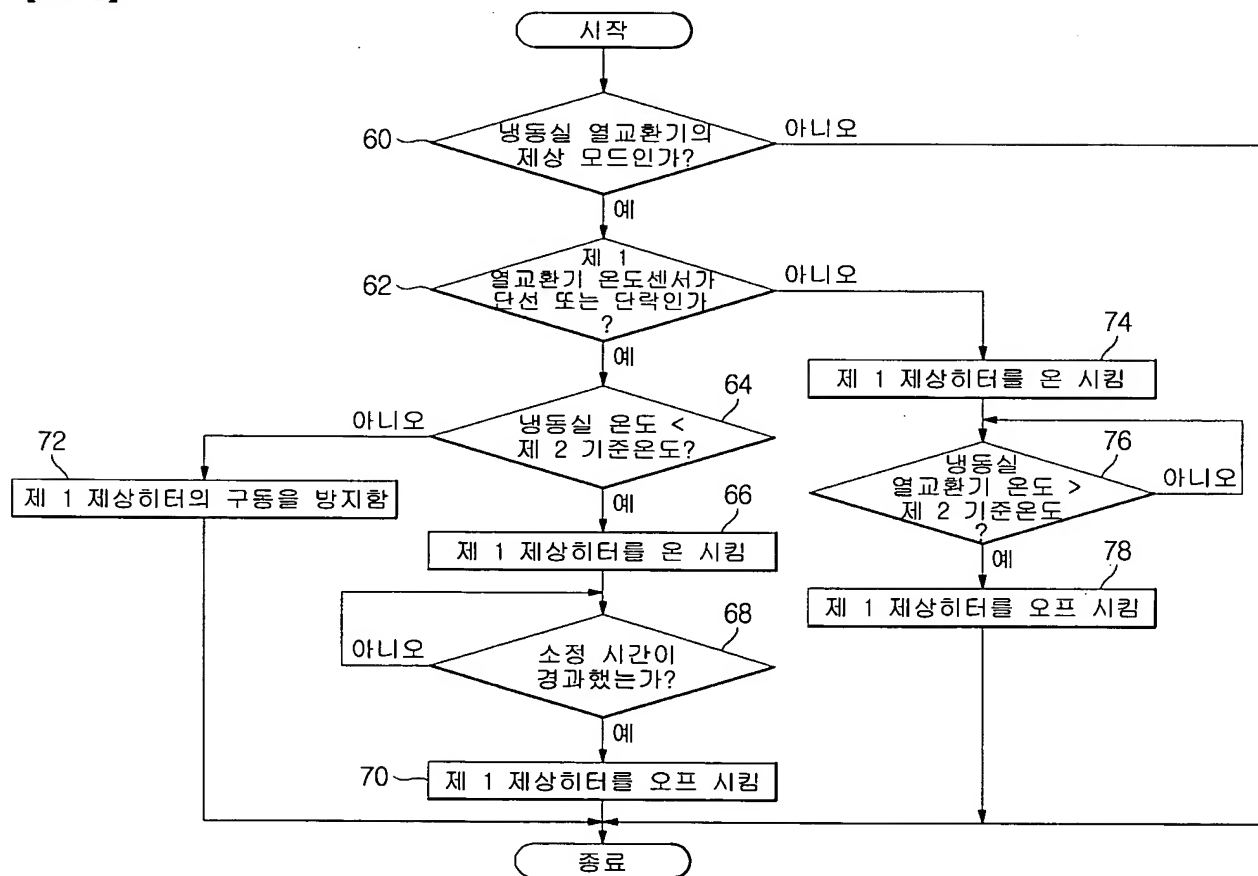 시작
60
냉동실 열교환기의
제상 모드인가?
아니오
예
62
제 1
열교환기 온도센서가
단선 또는 단락인가
?
아니오
예
74
제 1 제상히터를 온 시킴
64
냉동실 온도 <
제 2 기준온도?
아니오
예
72
제 1 제상히터의 구동을 방지함
76
냉동실
열교환기 온도 >
제 2 기준온도
?
아니오
예
66
제 1 제상히터를 온 시킴
78
제 1 제상히터를 오프 시킴
68
소정 시간이
경과했는가?
아니오
예
70
제 1 제상히터를 오프 시킴
종료